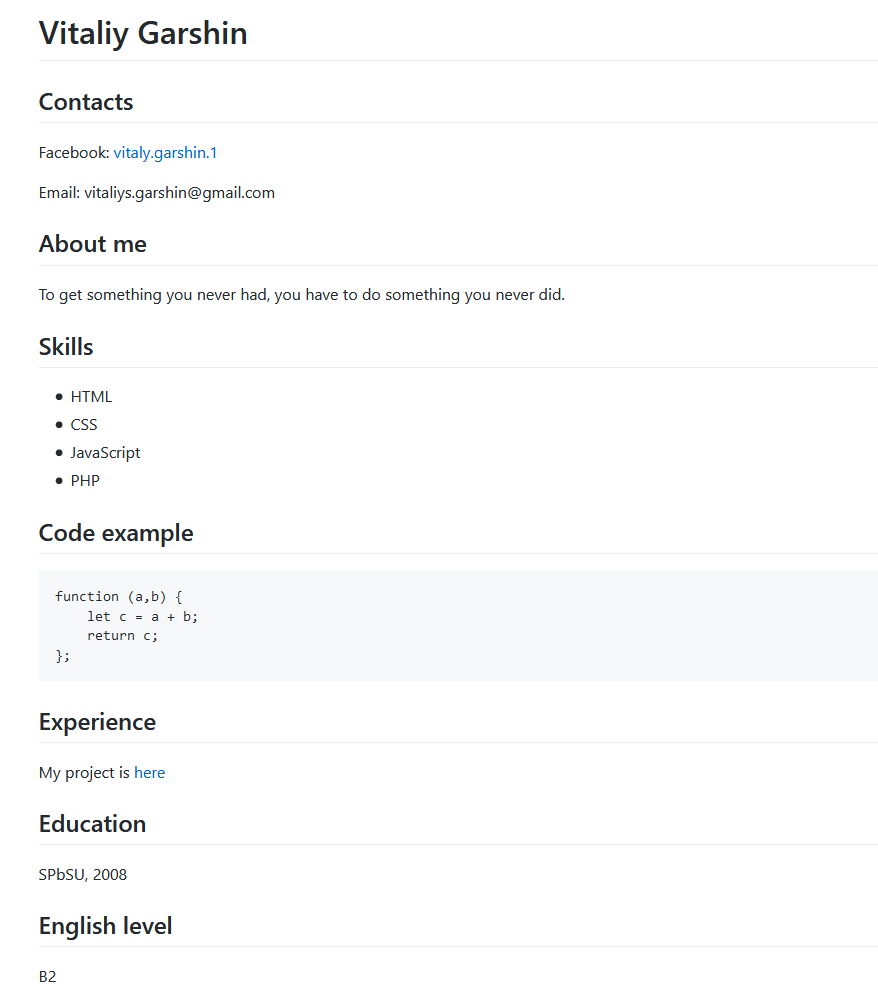 Vitaliy Garshin
Contacts
Facebook: vitaly.garshin.1
Email: vitaliys.garshin@gmail.com
About me
To get something you never had, you have to do something you never did.
Skills
• HTML
• CSS
• JavaScript
• PHP
Code example
function (a,b) {
    let c = a + b;
    return c;
};
Experience
My project is here
Education
SPbSU, 2008
English level
B2